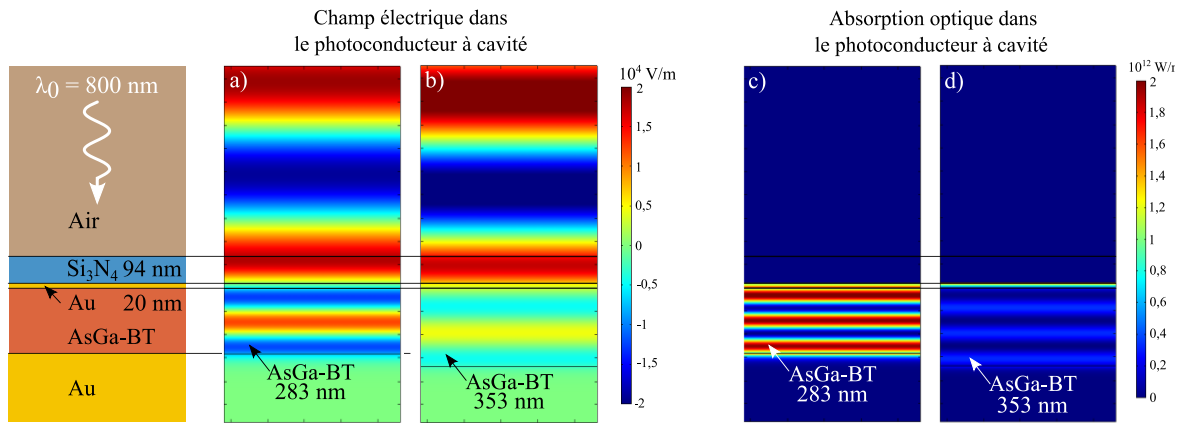 Champ électrique dans
le photoconducteur à cavité
Absorption optique dans
le photoconducteur à cavité
λ0 = 800 nm
Air
Si3N4 94 nm
Au 20 nm
AsGa-BT
Au
a)
b)
AsGa-BT
283 nm
AsGa-BT
353 nm
10⁴ V/m
2
1,5
1
0,5
0
-0,5
-1
-1,5
-2
c)
d)
AsGa-BT
283 nm
AsGa-BT
353 nm
10¹² W/r
2
1,8
1,6
1,4
1,2
1
0,8
0,6
0,4
0,2
0